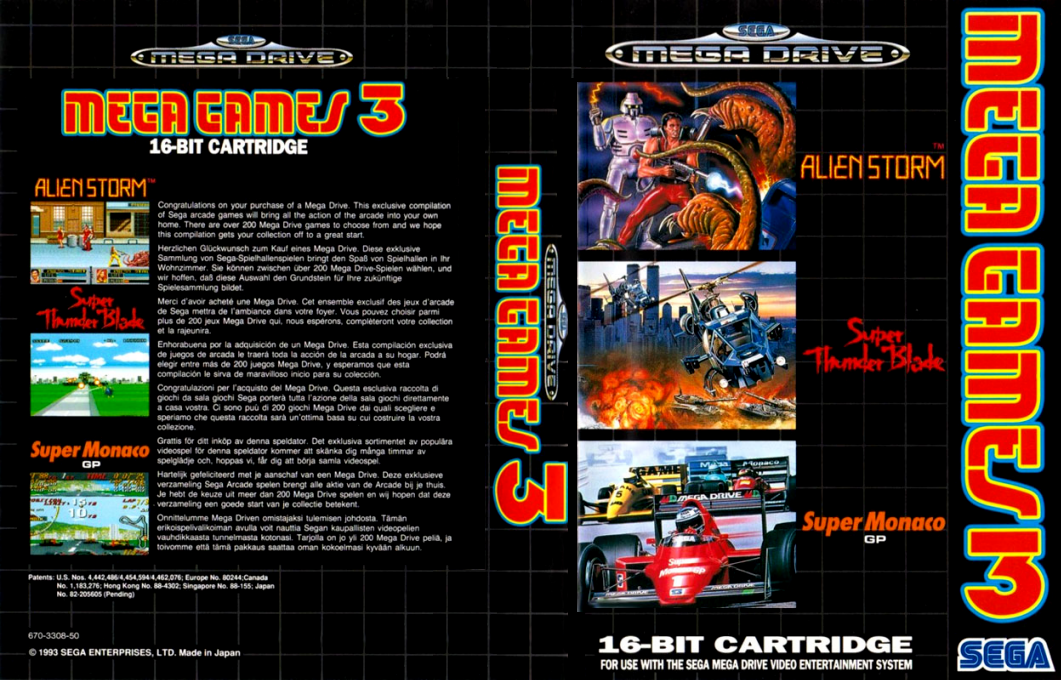 SEGA
MEGA DRIVE
MEGA GAMES 3
16-BIT CARTRIDGE
ALIEN STORM™
Congratulations on your purchase of a Mega Drive. This exclusive compilation
of Sega arcade games will bring all the action of the arcade into your own
home. There are over 200 Mega Drive games to choose from and we hope
this compilation gets your collection off to a great start.
Herzlichen Glückwunsch zum Kauf eines Mega Drive. Diese exklusive
Sammlung von Sega-Spielhallenspielen bringt den Spaß von Spielhallen in Ihr
Wohnzimmer. Sie können zwischen über 200 Mega Drive-Spielen wählen, und
wir hoffen, daß diese Auswahl den Grundstein für Ihre zukünftige
Spielesammlung bildet.
Super
Thunder Blade
Merci d'avoir acheté une Mega Drive. Cet ensemble exclusif des jeux d'arcade
de Sega mettra de l'ambiance dans votre foyer. Vous pouvez choisir parmi
plus de 200 jeux Mega Drive qui, nous espérons, complèteront votre collection
et la rajeunira.
Enhorabuena por la adquisición de un Mega Drive. Esta compilación exclusiva
de juegos de arcada le traerá toda la acción de la arcada a su hogar. Podrá
elegir entre más de 200 juegos Mega Drive, y esperamos que esta
compilación le sirva de maravilloso inicio para su colección.
Congratulazioni per l'acquisto del Mega Drive. Questa esclusiva raccolta di
giochi da sala giochi Sega porterà tutta l'azione della sala giochi direttamente
a casa vostra. Ci sono puù di 200 giochi Mega Drive dai quali scegliere e
speriamo che questa raccolta sarà un'ottima basa su cui costruire la vostra
collezione.
Super Monaco
GP
Grattis för ditt inköp av denna speldator. Det exklusiva sortimentet av populära
videospel för denna speldator kommer att skänka dig många timmar av
spelglädje och, hoppas vi, får dig att börja samla videospel.
Hartelijk gefeliciteerd met je aanschaf van een Mega Drive. Deze exklusieve
verzameling Sega Arcade spelen brengt alle aktie van de Arcade bij je thuis.
Je hebt de keuze uit meer dan 200 Mega Drive spelen en wij hopen dat deze
verzameling een goede start van je collectie betekent.
Onnittelumme Mega Driven omistajaksi tulemisen johdosta. Tämän
erikoispelivalikoiman avulla voit nauttia Segan kaupallisten videopelien
vauhdikkaasta tunnelmasta kotonasi. Tarjolla on jo yli 200 Mega Drive peliä, ja
toivomme että tämä pakkaus saattaa oman kokoelmasi kyvään alkuun.
Patents: U.S. Nos. 4,442,486/4,454,594/4,462,076; Europe No. 80244;Canada
No. 1,183,276; Hong Kong No. 88-4302; Singapore No. 88-155; Japan
No. 82-205605 (Pending)
670-3308-50
© 1993 SEGA ENTERPRISES, LTD. Made in Japan
MEGA GAMES 3
SEGA
MEGA DRIVE
SEGA
MEGA DRIVE
ALIEN STORM™
Super
Thunder Blade
Monaco
MEGA DRIVE
Super Monaco
GP
16-BIT CARTRIDGE
FOR USE WITH THE SEGA MEGA DRIVE VIDEO ENTERTAINMENT SYSTEM
MEGA GAMES 3
SEGA